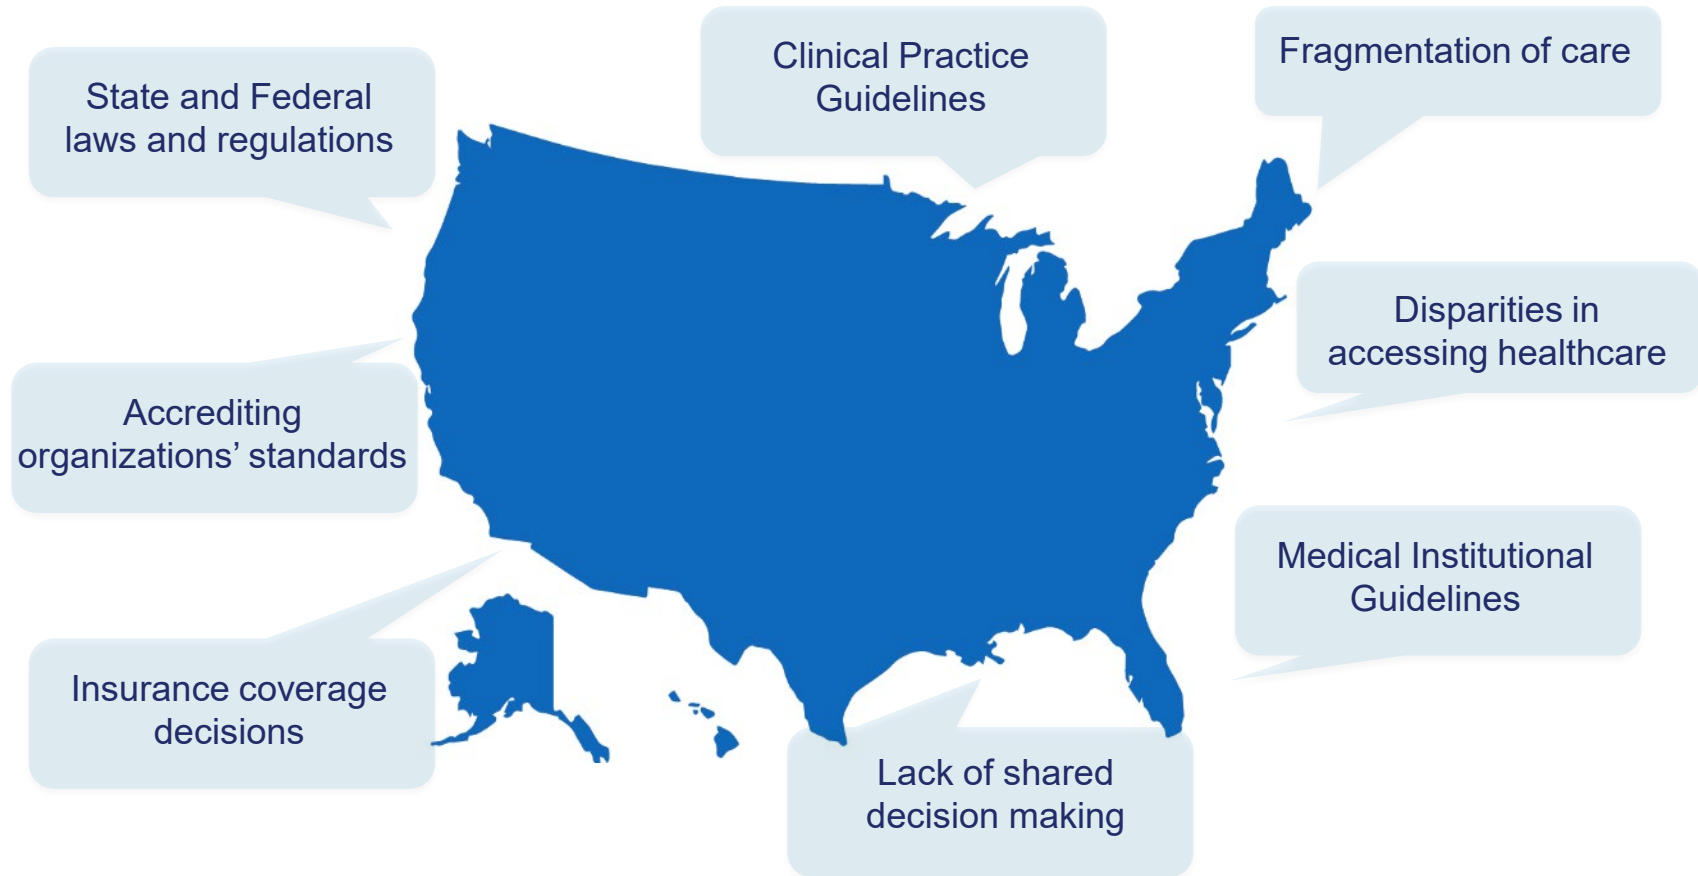 State and Federal
laws and regulations
Clinical Practice
Guidelines
Fragmentation of care
Disparities in
accessing healthcare
Accrediting
organizations’ standards
Medical Institutional
Guidelines
Insurance coverage
decisions
Lack of shared
decision making